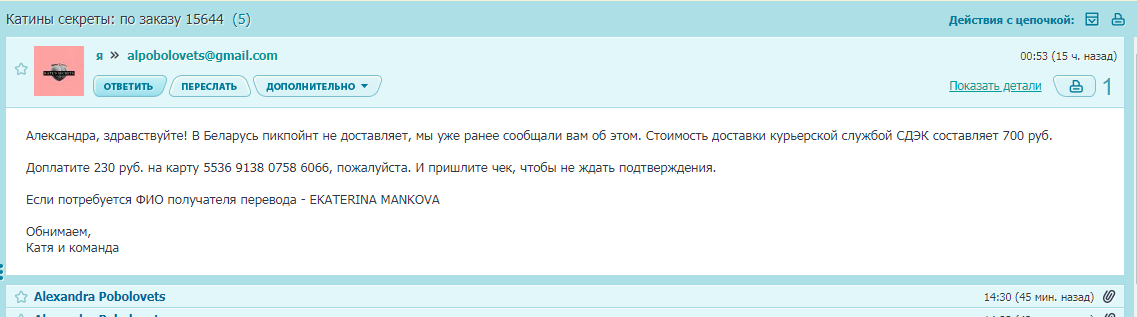 Катины секреты: по заказу 15644 (5)
Действия с цепочкой:
я » alpobolovets@gmail.com
00:53 (15 ч. назад)
ОТВЕТИТЬ ПЕРЕСЛАТЬ ДОПОЛНИТЕЛЬНО
Показать детали
1
Александра, здравствуйте! В Беларусь пикпойнт не доставляет, мы уже ранее сообщали вам об этом. Стоимость доставки курьерской службой СДЭК составляет 700 руб.
Доплатите 230 руб. на карту 5536 9138 0758 6066, пожалуйста. И пришлите чек, чтобы не ждать подтверждения.
Если потребуется ФИО получателя перевода - EKATERINA MANKOVA
Обнимаем,
Катя и команда
Alexandra Pobolovets
14:30 (45 мин. назад)